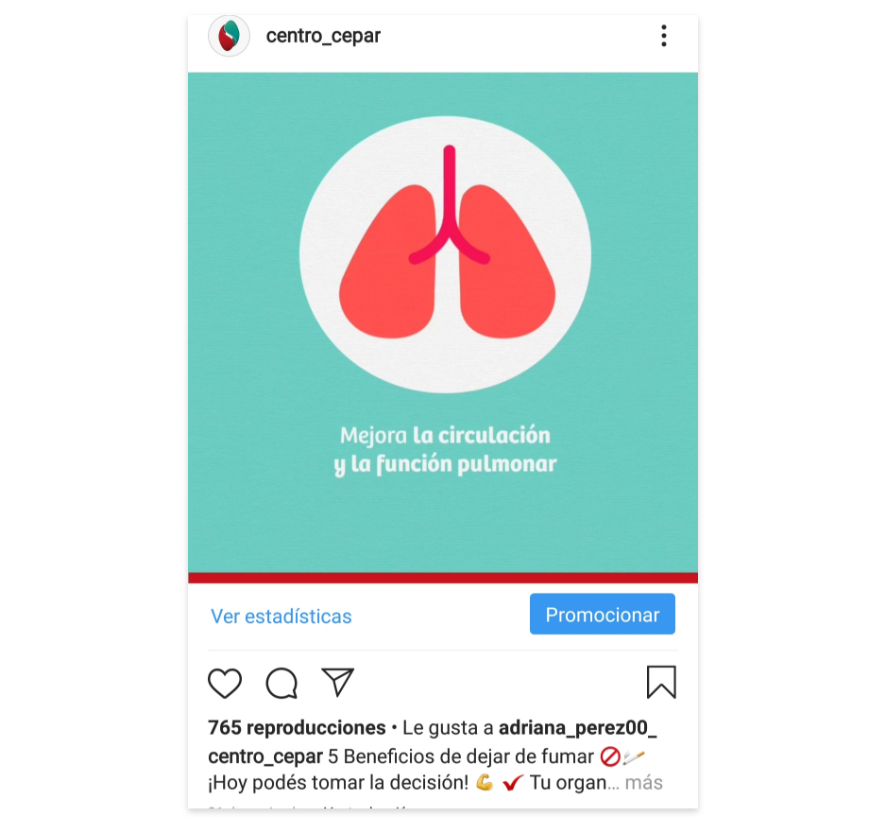 centro_cepar
Mejora la circulación
y la función pulmonar
Ver estadísticas
Promocionar
765 reproducciones • Le gusta a adriana_perez00_
centro_cepar 5 Beneficios de dejar de fumar 🚫🚬
¡Hoy podés tomar la decisión! 💪 ✔ Tu organ... más